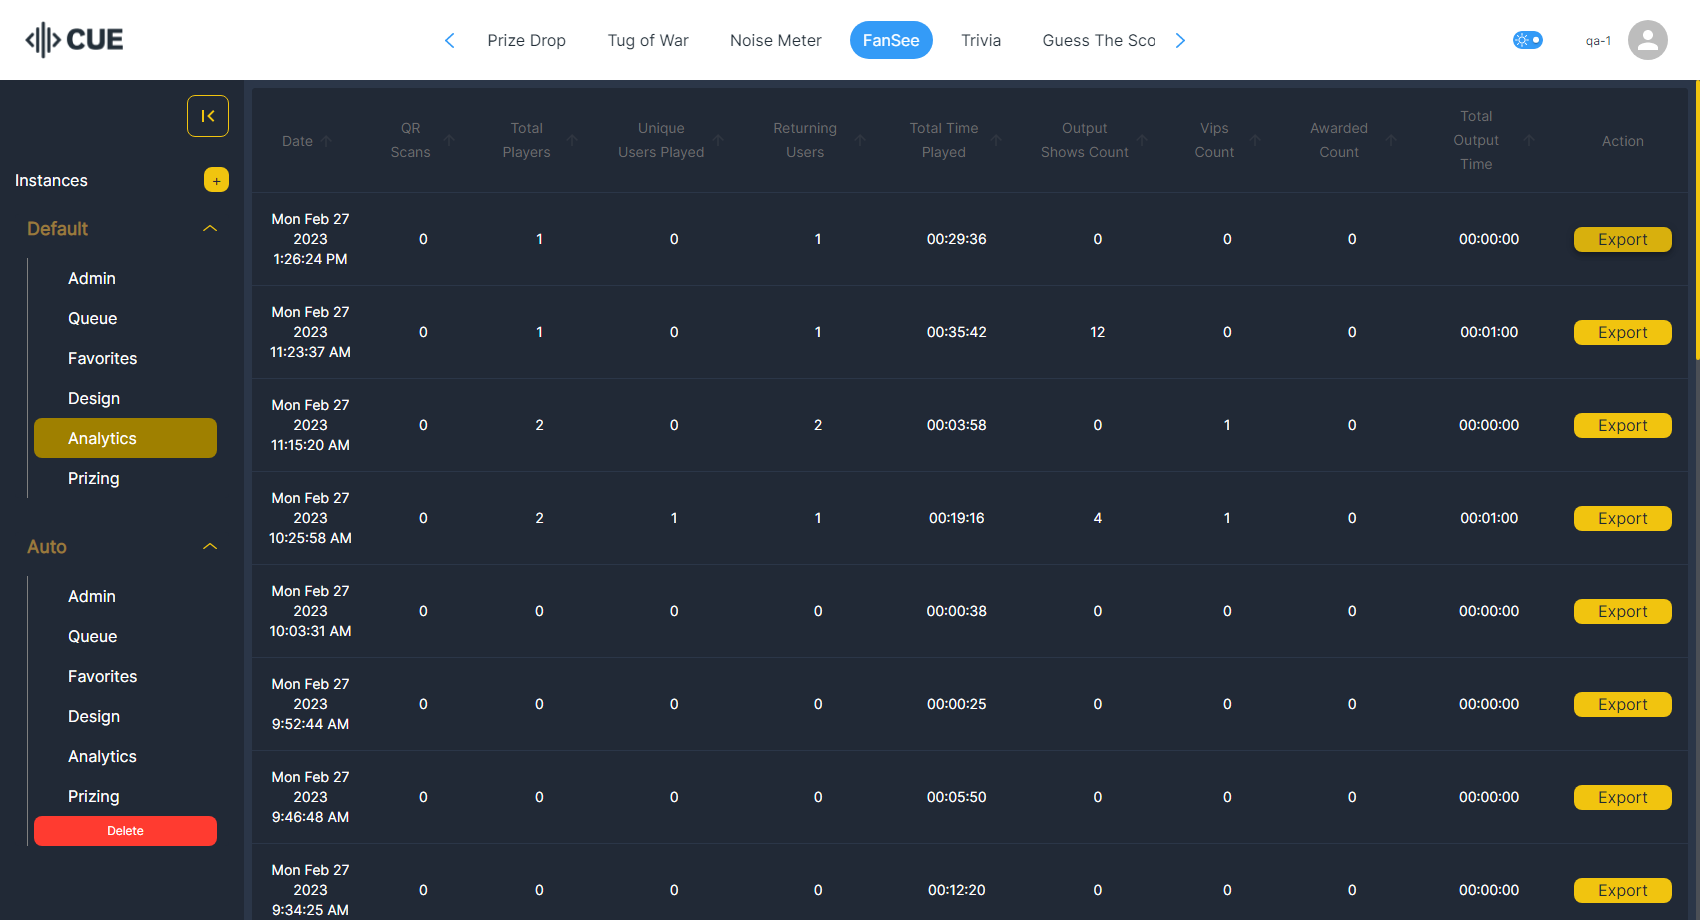 CUE
Prize Drop
Tug of War
Noise Meter
FanSee
Trivia
Guess The Sco
qa-1
Instances
+
Default
Admin
Queue
Favorites
Design
Analytics
Prizing
Auto
Admin
Queue
Favorites
Design
Analytics
Prizing
Delete
Date
QR
Scans
Total
Players
Unique
Users Played
Returning
Users
Total Time
Played
Output
Shows Count
Vips
Count
Awarded
Count
Total
Output
Time
Action
Mon Feb 27
2023
1:26:24 PM
0
1
0
1
00:29:36
0
0
0
00:00:00
Export
Mon Feb 27
2023
11:23:37 AM
0
1
0
1
00:35:42
12
0
0
00:01:00
Export
Mon Feb 27
2023
11:15:20 AM
0
2
0
2
00:03:58
0
1
0
00:00:00
Export
Mon Feb 27
2023
10:25:58 AM
0
2
1
1
00:19:16
4
1
0
00:01:00
Export
Mon Feb 27
2023
10:03:31 AM
0
0
0
0
00:00:38
0
0
0
00:00:00
Export
Mon Feb 27
2023
9:52:44 AM
0
0
0
0
00:00:25
0
0
0
00:00:00
Export
Mon Feb 27
2023
9:46:48 AM
0
0
0
0
00:05:50
0
0
0
00:00:00
Export
Mon Feb 27
2023
9:34:25 AM
0
0
0
0
00:12:20
0
0
0
00:00:00
Export